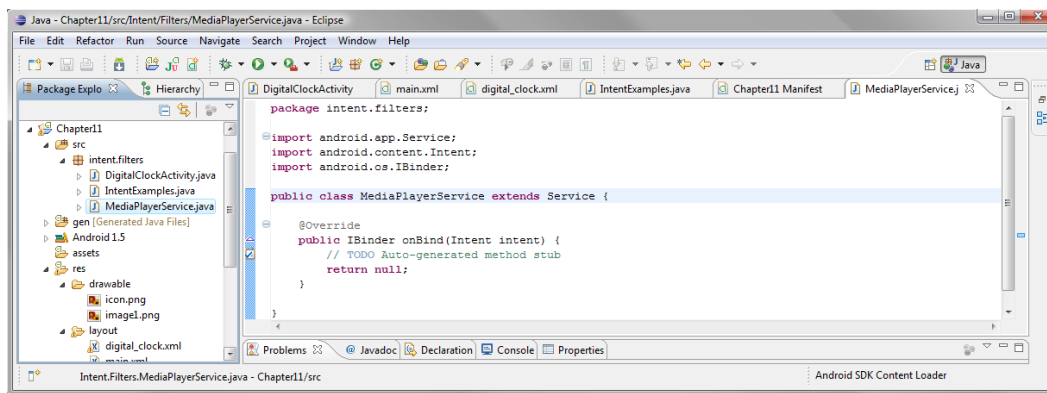 Java - Chapter11/src/Intent/Filters/MediaPlayerService.java - Eclipse
File Edit Refactor Run Source Navigate Search Project Window Help
Java
Package Explo
Hierarchy
DigitalClockActivity
main.xml
digital_clock.xml
IntentExamples.java
Chapter11 Manifest
MediaPlayerService.j
Chapter11
src
intent.filters
DigitalClockActivity.java
IntentExamples.java
MediaPlayerService.java
gen [Generated Java Files]
Android 1.5
assets
res
drawable
icon.png
image1.png
layout
digital_clock.xml
main.xml
package intent.filters;
import android.app.Service;
import android.content.Intent;
import android.os.IBinder;
public class MediaPlayerService extends Service {
@Override
public IBinder onBind(Intent intent) {
// TODO Auto-generated method stub
return null;
}
}
Problems @ Javadoc Declaration Console Properties
Intent.Filters.MediaPlayerService.java - Chapter11/src
Android SDK Content Loader